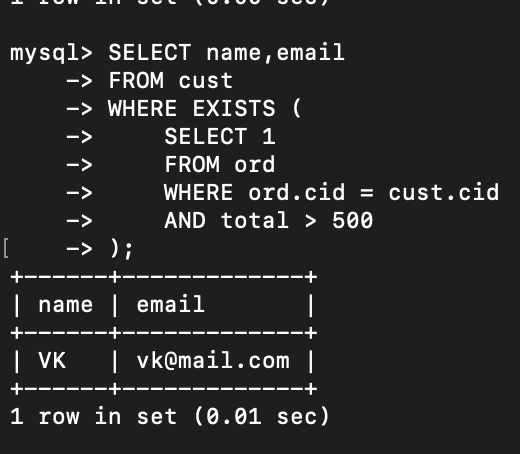 1 row in set (0.00 sec)
mysql> SELECT name,email
    -> FROM cust
    -> WHERE EXISTS (
    ->     SELECT 1
    ->     FROM ord
    ->     WHERE ord.cid = cust.cid
    ->     AND total > 500
[    -> );
+------+-------------+
| name | email       |
+------+-------------+
| VK   | vk@mail.com |
+------+-------------+
1 row in set (0.01 sec)